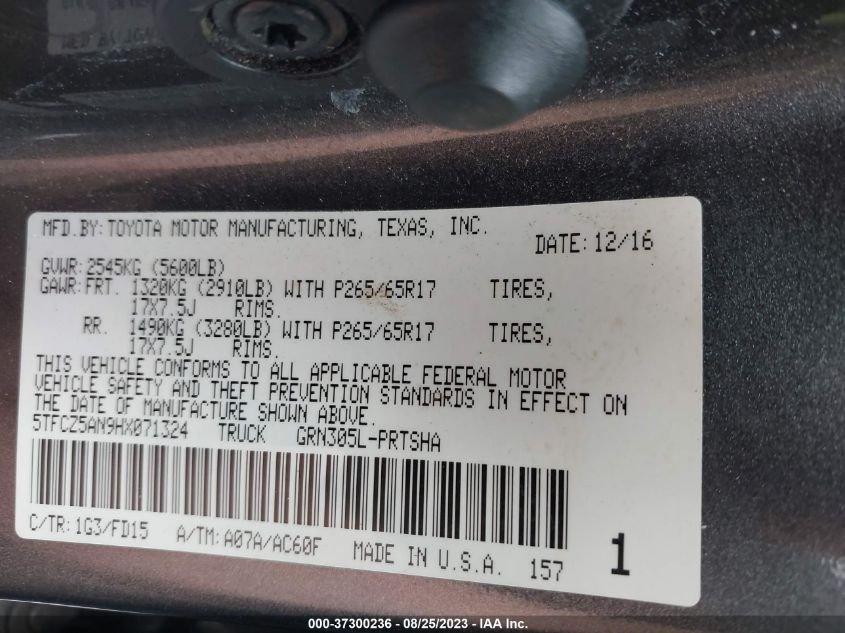 MFD.BY: TOYOTA MOTOR MANUFACTURING, TEXAS, INC.
DATE: 12/16
GVWR: 2545KG (5600LB)
GAWR: FRT. 1320KG (2910LB) WITH P265/65R17 TIRES,
17X7.5J RIMS.
RR. 1490KG (3280LB) WITH P265/65R17 TIRES,
17X7.5J RIMS.
THIS VEHICLE CONFORMS TO ALL APPLICABLE FEDERAL MOTOR
VEHICLE SAFETY AND THEFT PREVENTION STANDARDS IN EFFECT ON
THE DATE OF MANUFACTURE SHOWN ABOVE.
5TFCZ5AN9HX071324 TRUCK GRN305L-PRTSHA
C/TR: 1G3/FD15 A/TM: A07A/AC60F MADE IN U.S.A. 157 1
000-37300236 - 08/25/2023 - IAA Inc.